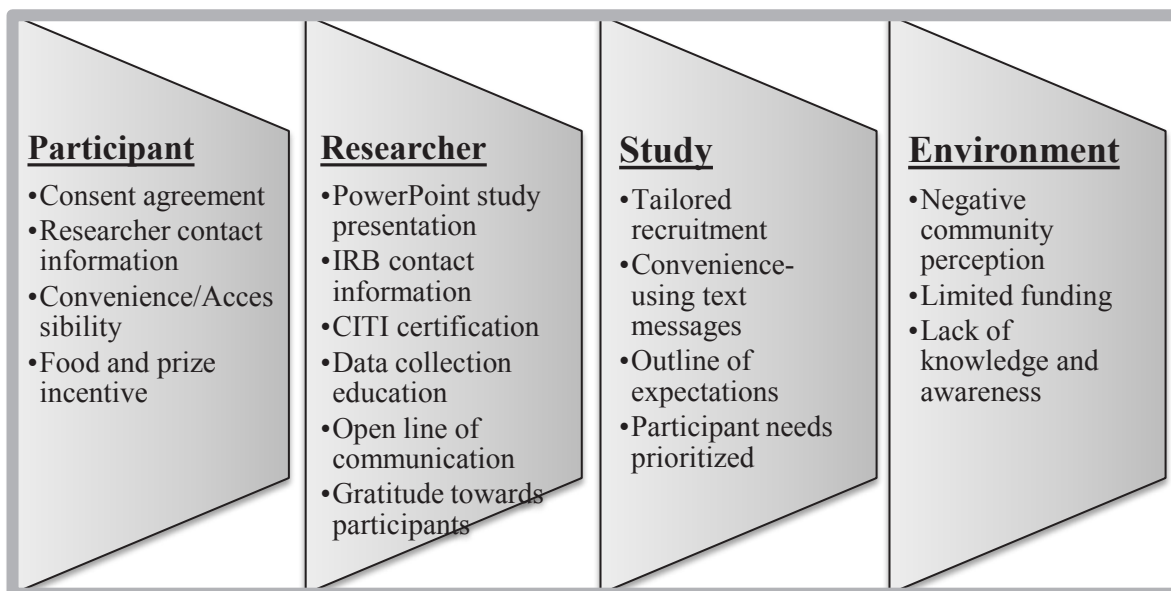 Participant
•Consent agreement
•Researcher contact
information
•Convenience/Acces
sibility
•Food and prize
incentive
Researcher
•PowerPoint study
presentation
•IRB contact
information
•CITI certification
•Data collection
education
•Open line of
communication
•Gratitude towards
participants
Study
•Tailored
recruitment
•Convenience-
using text
messages
•Outline of
expectations
•Participant needs
prioritized
Environment
•Negative
community
perception
•Limited funding
•Lack of
knowledge and
awareness